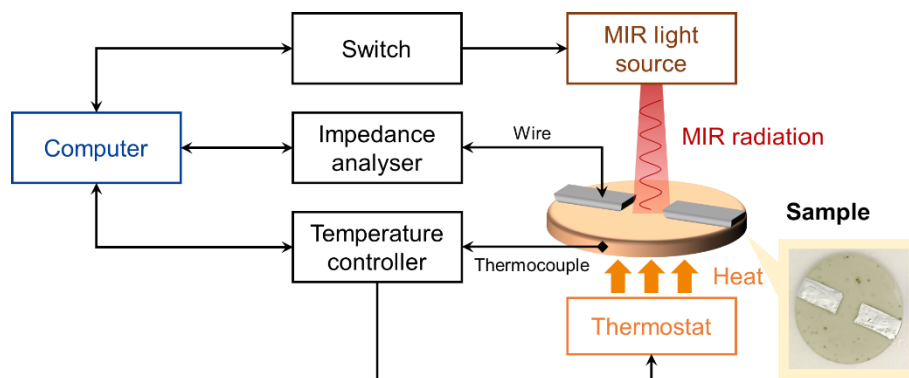 Switch
MIR light
source
Computer
Impedance
analyser
Wire
MIR radiation
Temperature
controller
Thermocouple
Sample
Heat
Thermostat